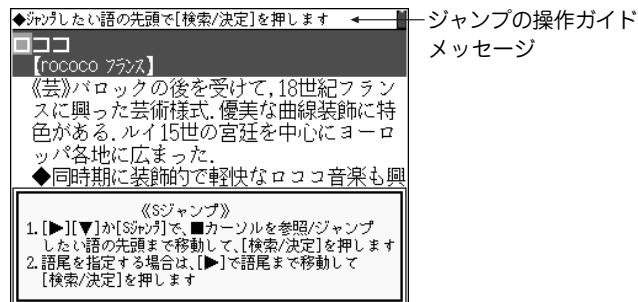 ◆ｼﾞｬﾝﾌﾟしたい語の先頭で[検索/決定]を押します
ジャンプの操作ガイド
メッセージ
ロココ
【rococo ﾌﾗﾝｽ】
《芸》バロックの後を受けて,18世紀フラン
スに興った芸術様式.優美な曲線装飾に特
色がある.ルイ15世の宮廷を中心にヨーロ
ッパ各地に広まった.
◆同時期に装飾的で軽快なロココ音楽も興
《Sジャンプ》
1.[▶][▼]か[Sｼﾞｬﾝﾌﾟ]で、■カーソルを参照/ジャンプ
したい語の先頭まで移動して、[検索/決定]を押します
2.語尾を指定する場合は、[▶]で語尾まで移動して
[検索/決定]を押します